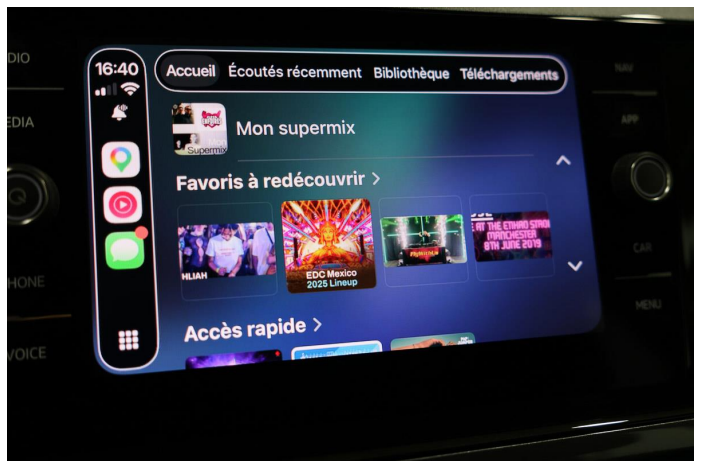 DIO
EDIA
HONE
VOICE
16:40
Accueil Écoutés récemment Bibliothèque Téléchargements
Supermix
Mon supermix
Favoris à redécouvrir
HLIAH
EDC Mexico
2025 Lineup
AT THE ETIHAD STADI
MANCHESTER
8TH JUNE 2019
Accès rapide
NAV
APP
CAR
MENU